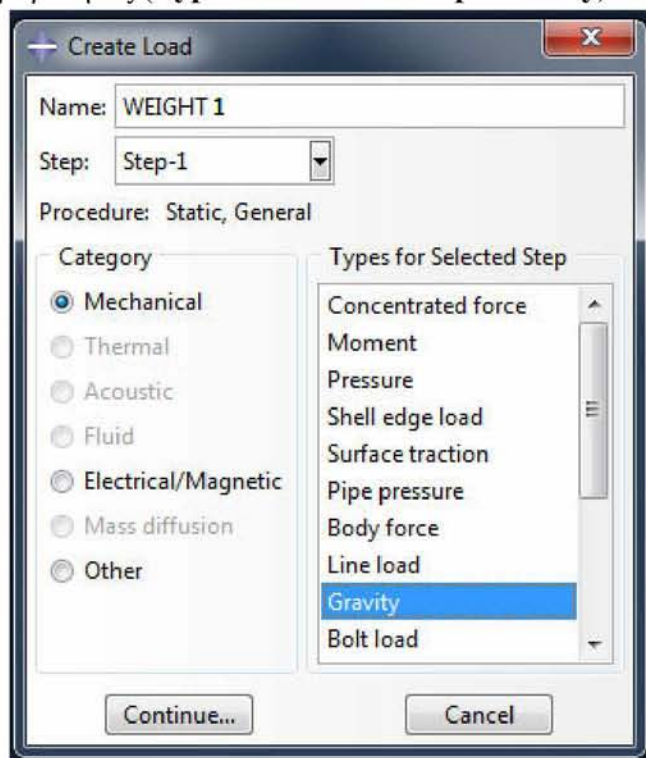 Create Load
Name: WEIGHT 1
Step: Step-1
Procedure: Static, General
Category
Mechanical
Thermal
Acoustic
Fluid
Electrical/Magnetic
Mass diffusion
Other
Types for Selected Step
Concentrated force
Moment
Pressure
Shell edge load
Surface traction
Pipe pressure
Body force
Line load
Gravity
Bolt load
Continue... Cancel